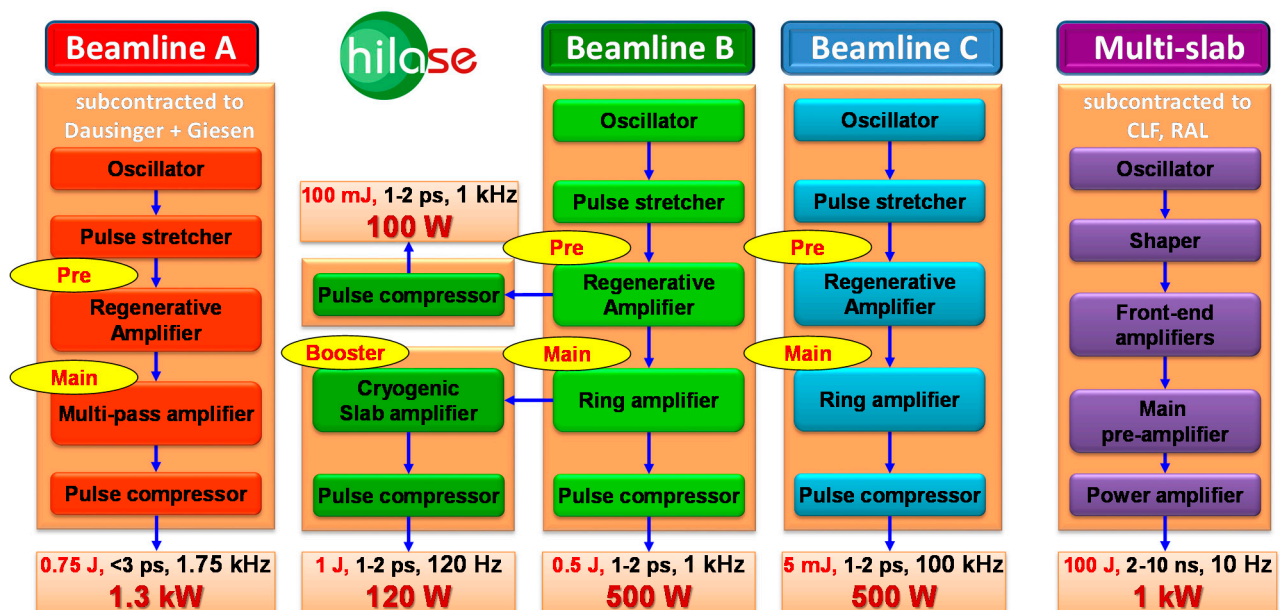 Beamline A
subcontracted to
Dausinger + Giesen
Oscillator
Pulse stretcher
Pre
Regenerative
Amplifier
Main
Multi-pass amplifier
Pulse compressor
0.75 J, <3 ps, 1.75 kHz
1.3 kW
hilase
100 mJ, 1-2 ps, 1 kHz
100 W
Pulse compressor
Booster
Cryogenic
Slab amplifier
Pulse compressor
1 J, 1-2 ps, 120 Hz
120 W
Beamline B
Oscillator
Pulse stretcher
Pre
Regenerative
Amplifier
Main
Ring amplifier
Pulse compressor
0.5 J, 1-2 ps, 1 kHz
500 W
Beamline C
Oscillator
Pulse stretcher
Pre
Regenerative
Amplifier
Main
Ring amplifier
Pulse compressor
5 mJ, 1-2 ps, 100 kHz
500 W
Multi-slab
subcontracted to
CLF, RAL
Oscillator
Shaper
Front-end
amplifiers
Main
pre-amplifier
Power amplifier
100 J, 2-10 ns, 10 Hz
1 kW